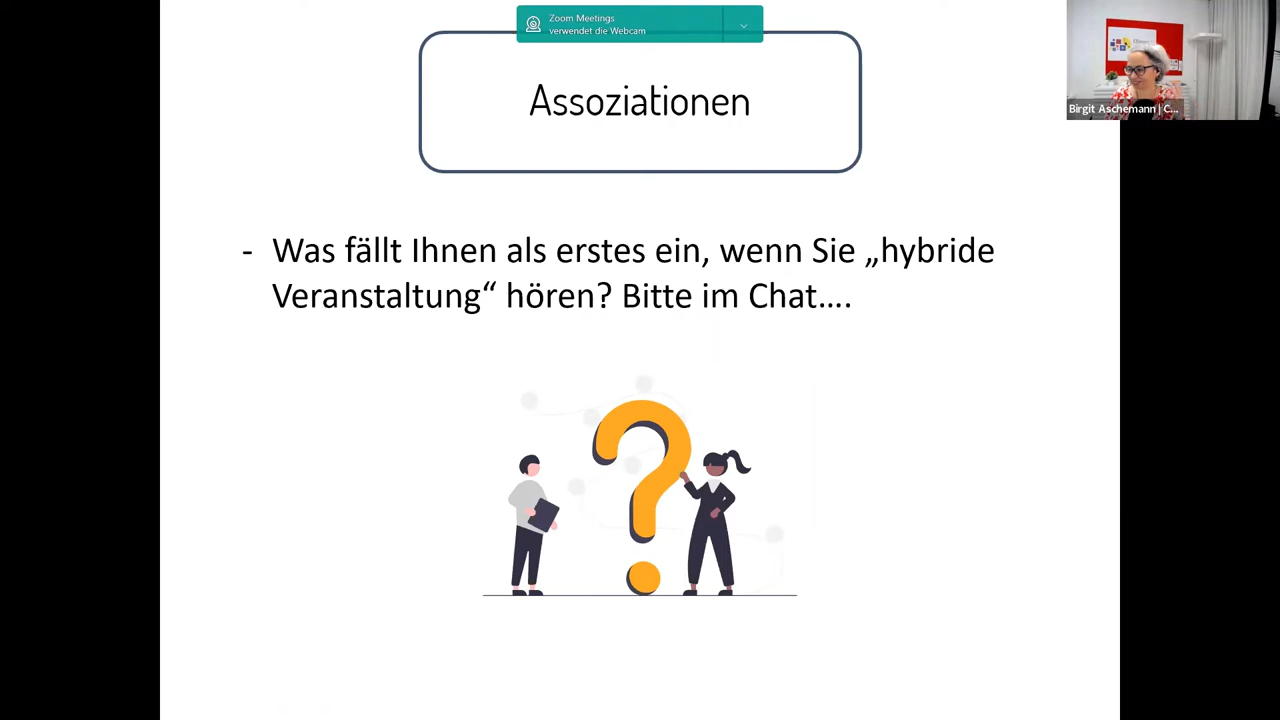 Zoom Meetings
verwendet die Webcam
Assoziationen
Birgit Aschemann | C...
- Was fällt Ihnen als erstes ein, wenn Sie „hybride
Veranstaltung“ hören? Bitte im Chat….